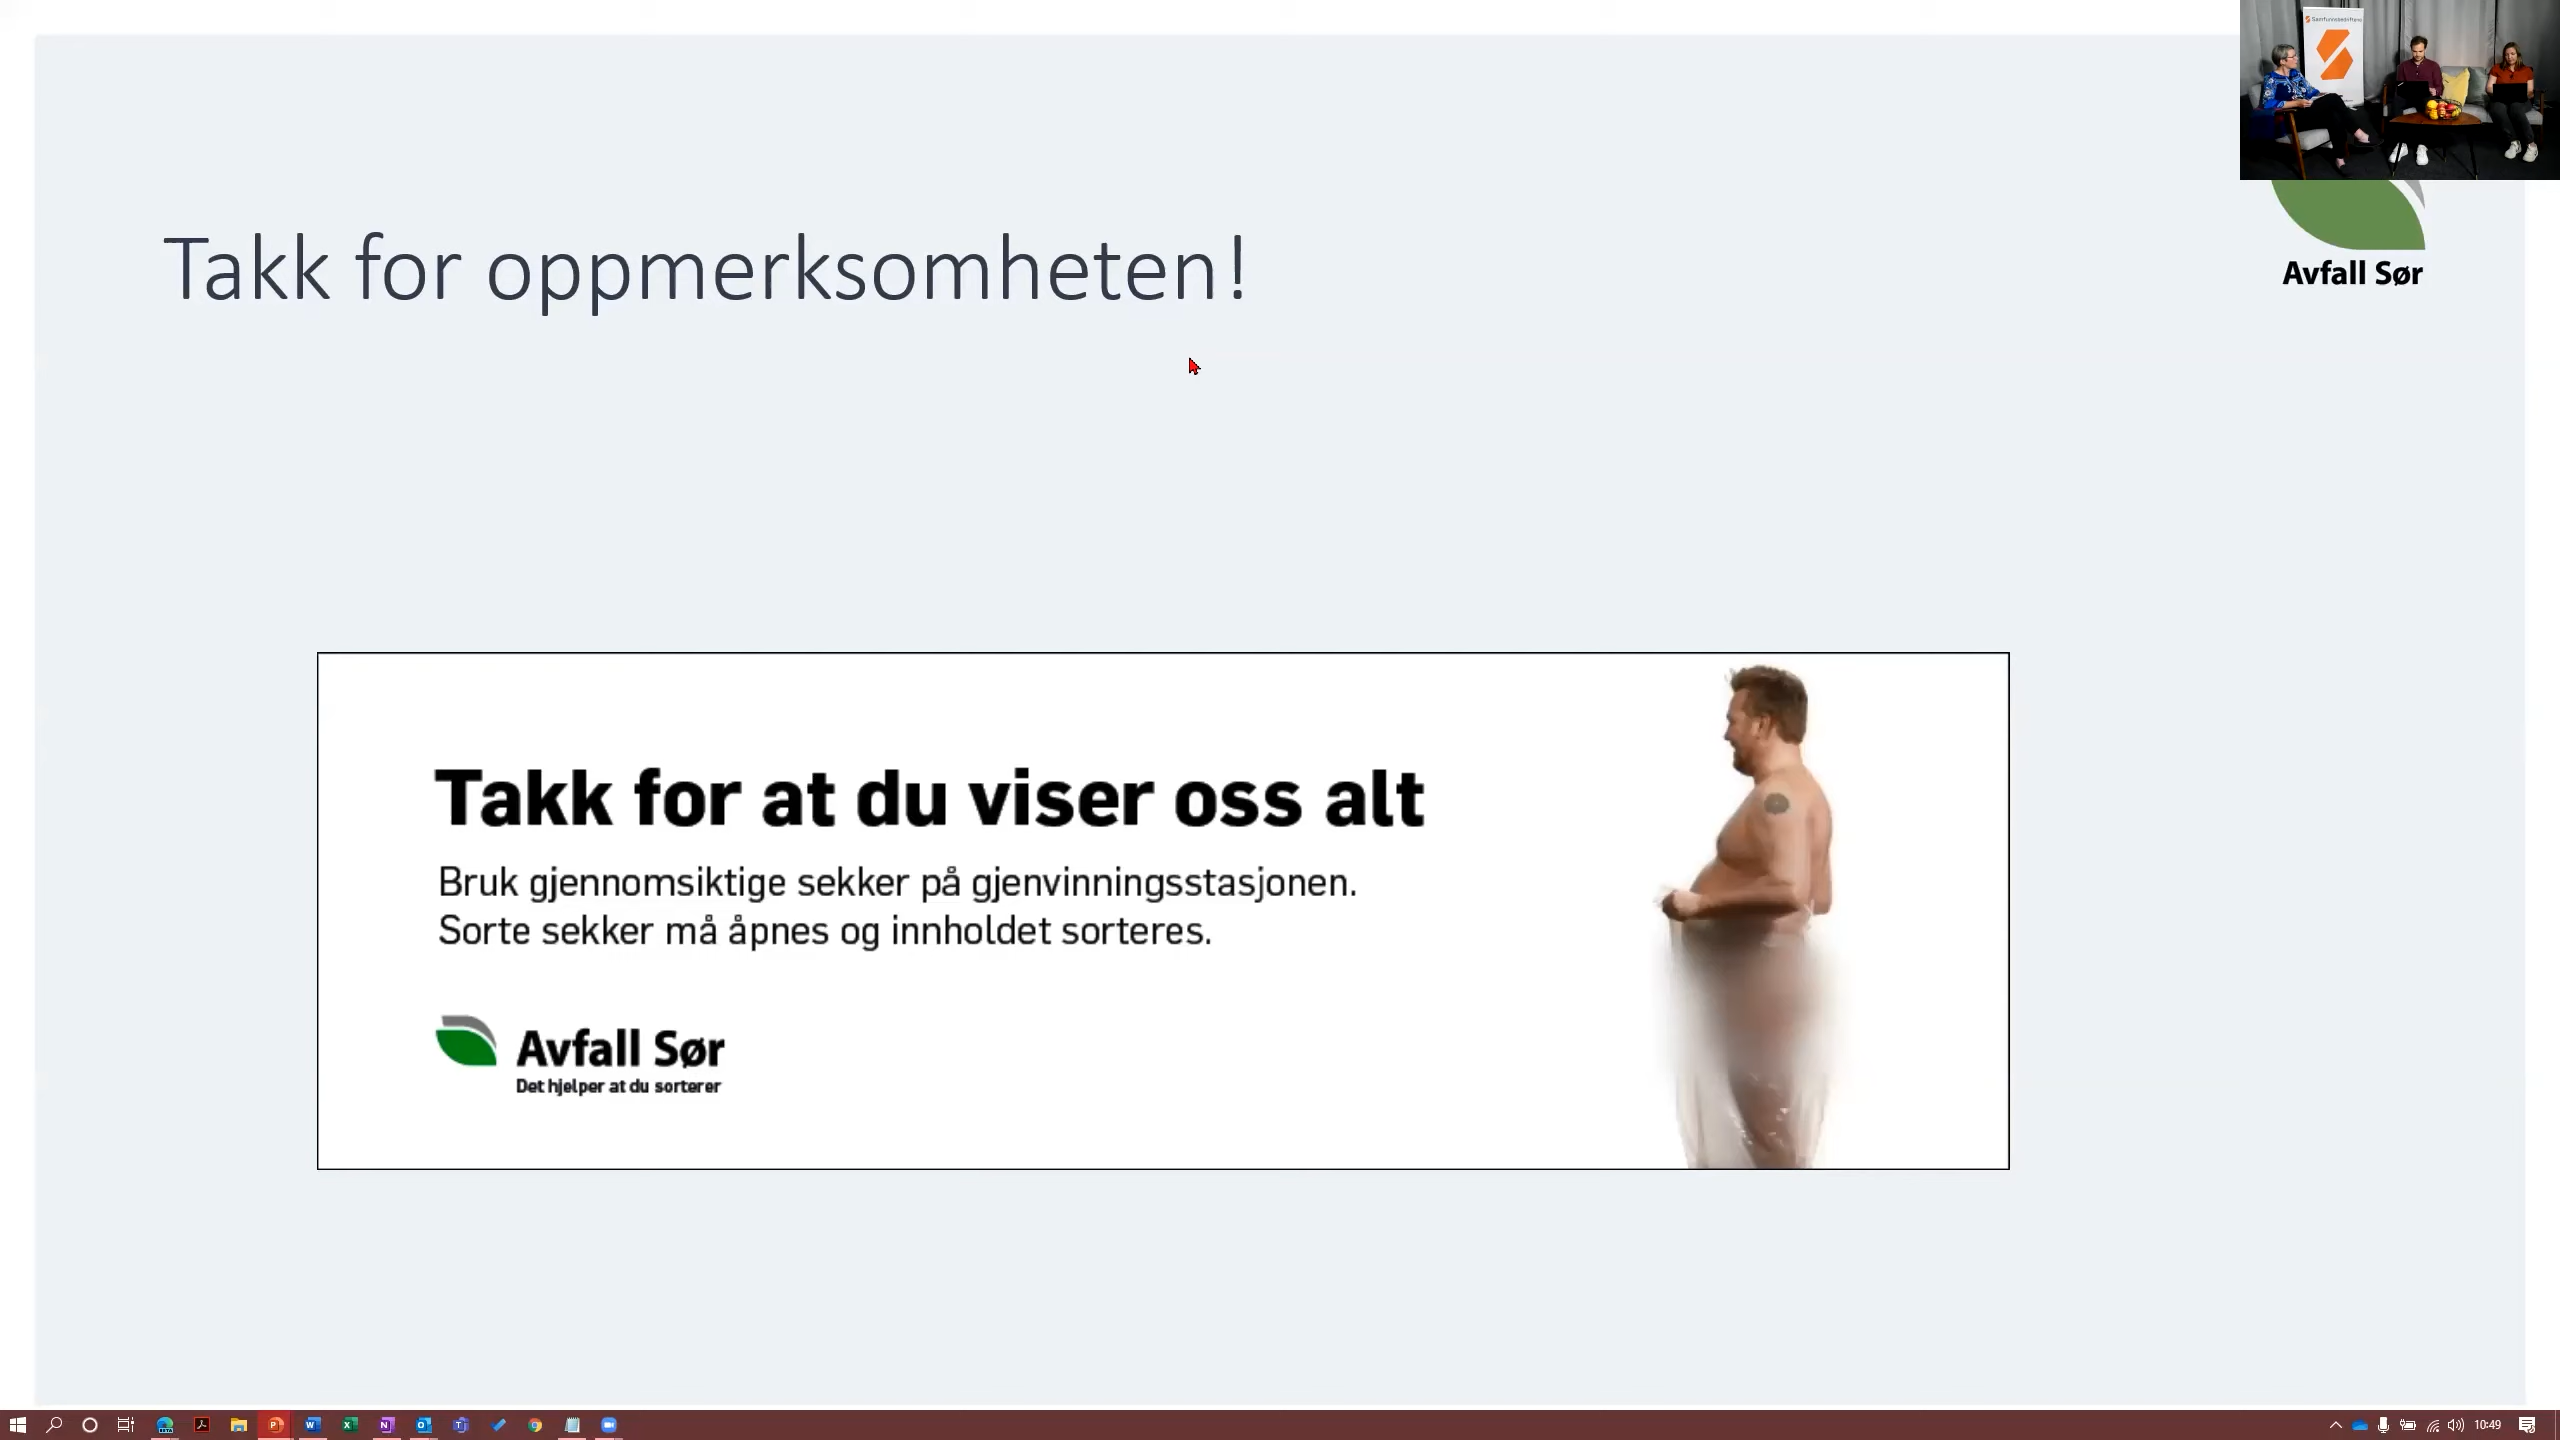 Samfunnsbedriftene
Takk for oppmerksomheten!
Avfall Sør
Takk for at du viser oss alt
Bruk gjennomsiktige sekker på gjenvinningsstasjonen.
Sorte sekker må åpnes og innholdet sorteres.
Avfall Sør
Det hjelper at du sorterer
10:49